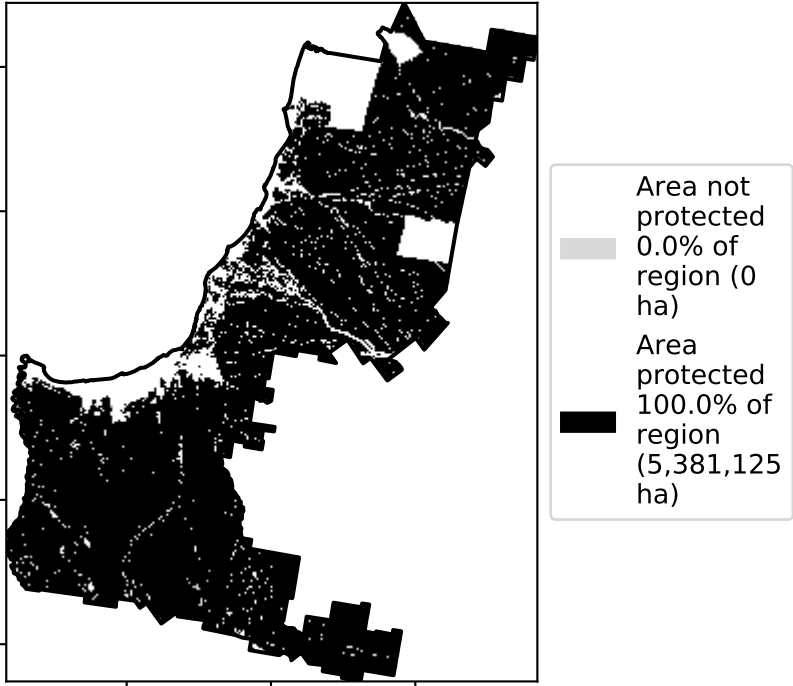 Area not
protected
0.0% of
region (0
ha)
Area
protected
100.0% of
region
(5,381,125
ha)